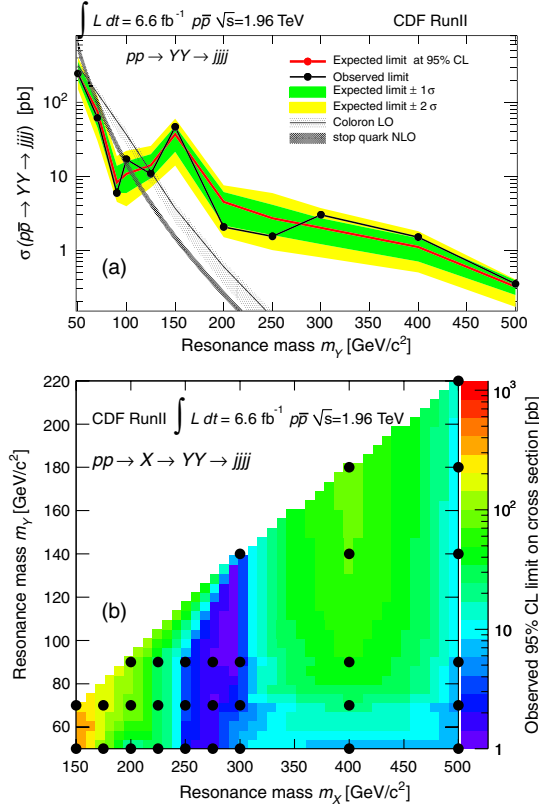 ∫ L dt = 6.6 fb⁻¹ pp̄ √s=1.96 TeV CDF RunII
pp → YY → jjjj
Expected limit at 95% CL
Observed limit
Expected limit ± 1σ
Expected limit ± 2 σ
Coloron LO
stop quark NLO
σ(pp̄ → YY → jjjj) [pb]
10²
10
1
(a)
50 100 150 200 250 300 350 400 450 500
Resonance mass m_Y [GeV/c²]
CDF RunII ∫ L dt = 6.6 fb⁻¹ pp̄ √s=1.96 TeV
pp → X → YY → jjjj
Resonance mass m_Y [GeV/c²]
220
180
140
100
80
60
(b)
150 200 250 300 350 400 450 500
Resonance mass m_X [GeV/c²]
10³
10²
10
1
Observed 95% CL limit on cross section [pb]